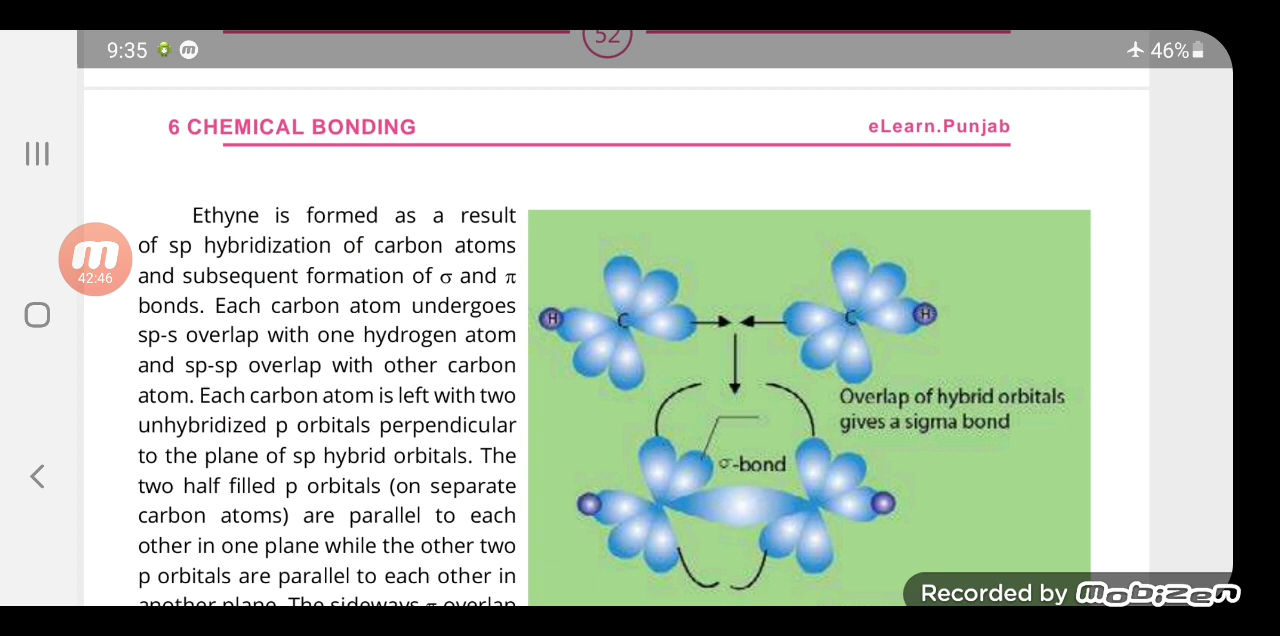 52
9:35 m 46%
6 CHEMICAL BONDING eLearn.Punjab
m
42:46
Ethyne is formed as a result
of sp hybridization of carbon atoms
and subsequent formation of σ and π
bonds. Each carbon atom undergoes
sp-s overlap with one hydrogen atom
and sp-sp overlap with other carbon
atom. Each carbon atom is left with two
unhybridized p orbitals perpendicular
to the plane of sp hybrid orbitals. The
two half filled p orbitals (on separate
carbon atoms) are parallel to each
other in one plane while the other two
p orbitals are parallel to each other in
another plane. The sideways π overlap
H C C H
Overlap of hybrid orbitals
gives a sigma bond
σ-bond
Recorded by mobizen